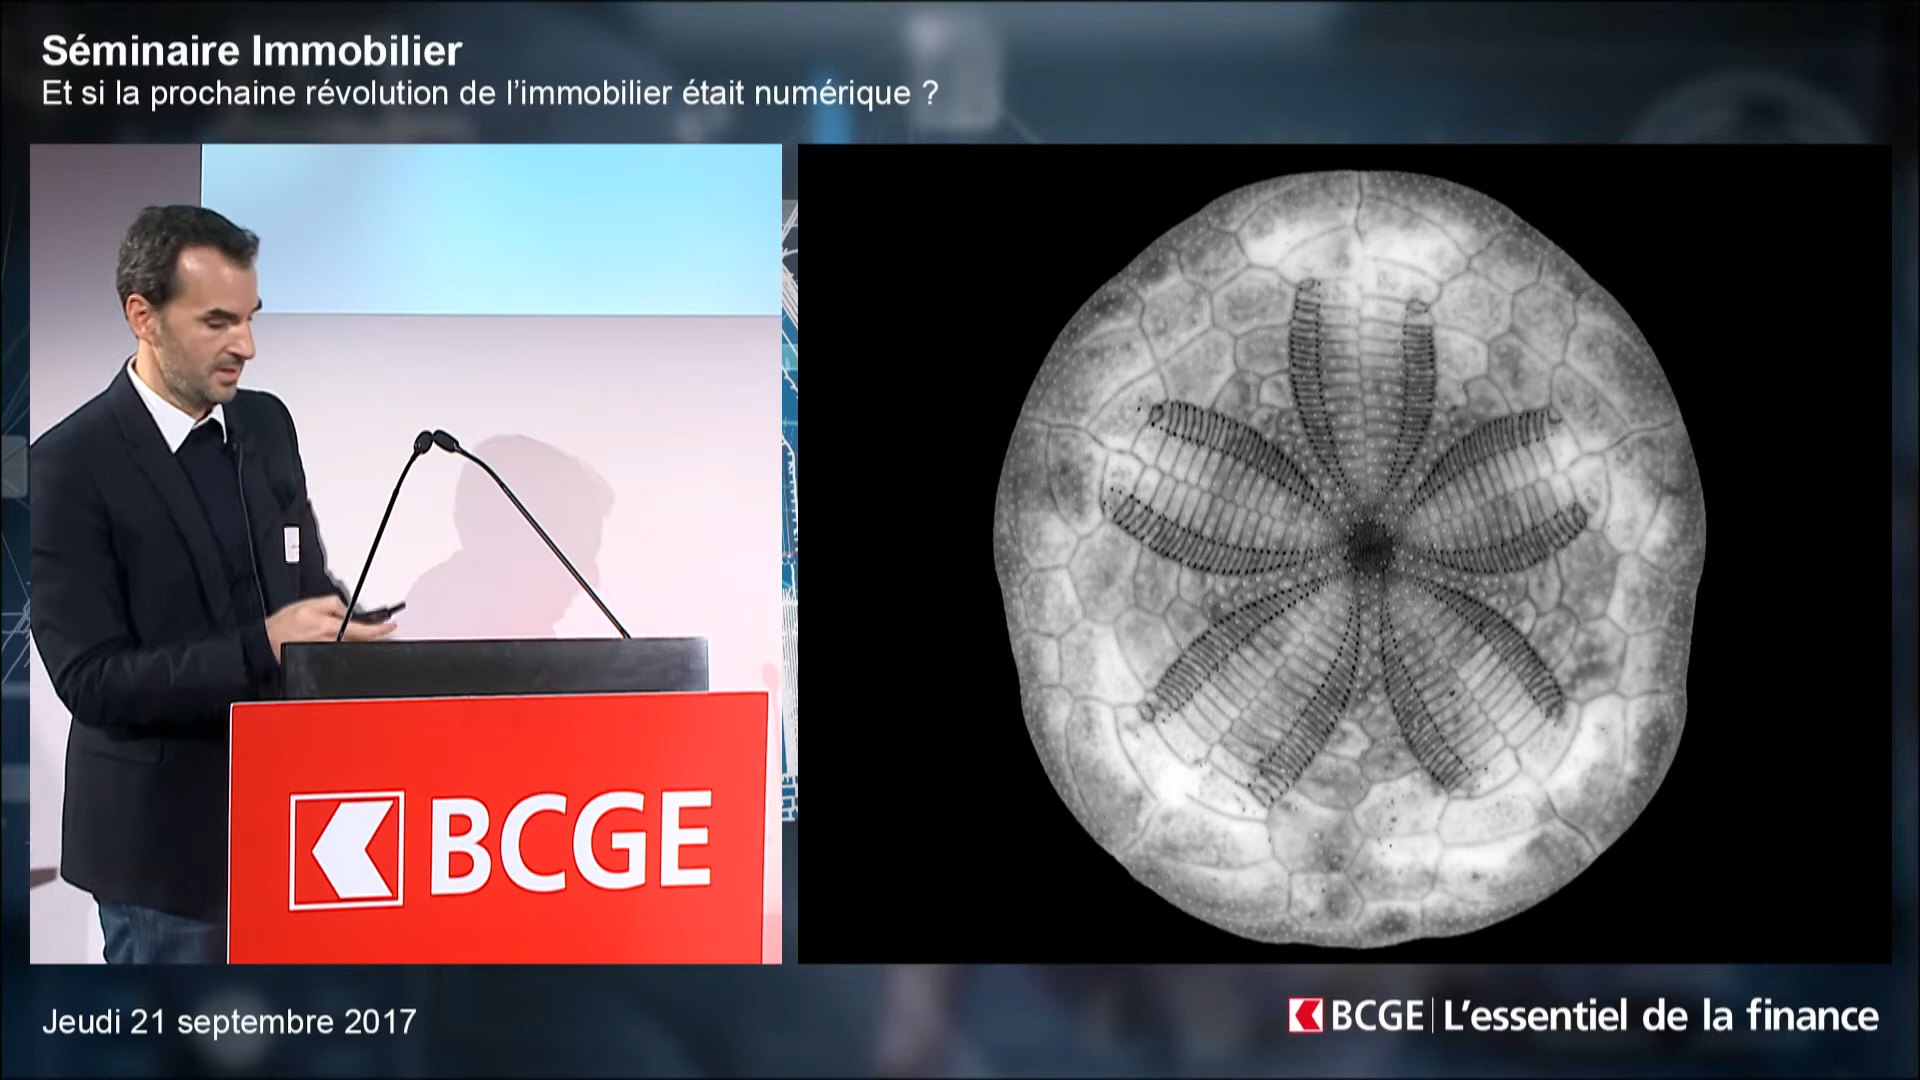 Séminaire Immobilier
Et si la prochaine révolution de l'immobilier était numérique ?
BCGE
Jeudi 21 septembre 2017
BCGE | L'essentiel de la finance